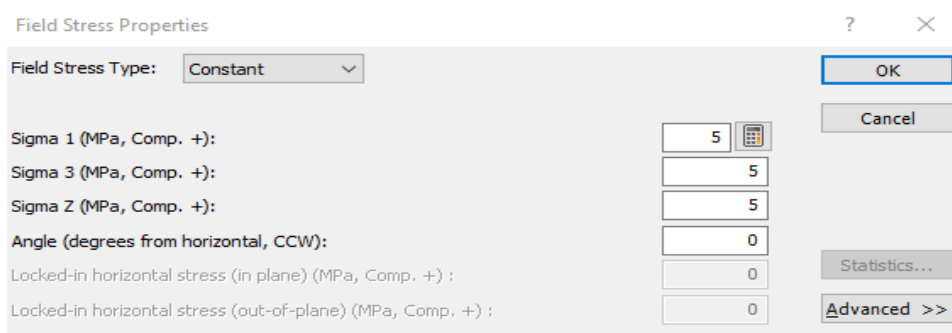 Field Stress Properties ?
Field Stress Type: Constant OK
Cancel
Sigma 1 (MPa, Comp. +): 5
Sigma 3 (MPa, Comp. +): 5
Sigma Z (MPa, Comp. +): 5
Angle (degrees from horizontal, CCW): 0
Locked-in horizontal stress (in plane) (MPa, Comp. +) : 0
Statistics...
Locked-in horizontal stress (out-of-plane) (MPa, Comp. +) : 0
Advanced >>